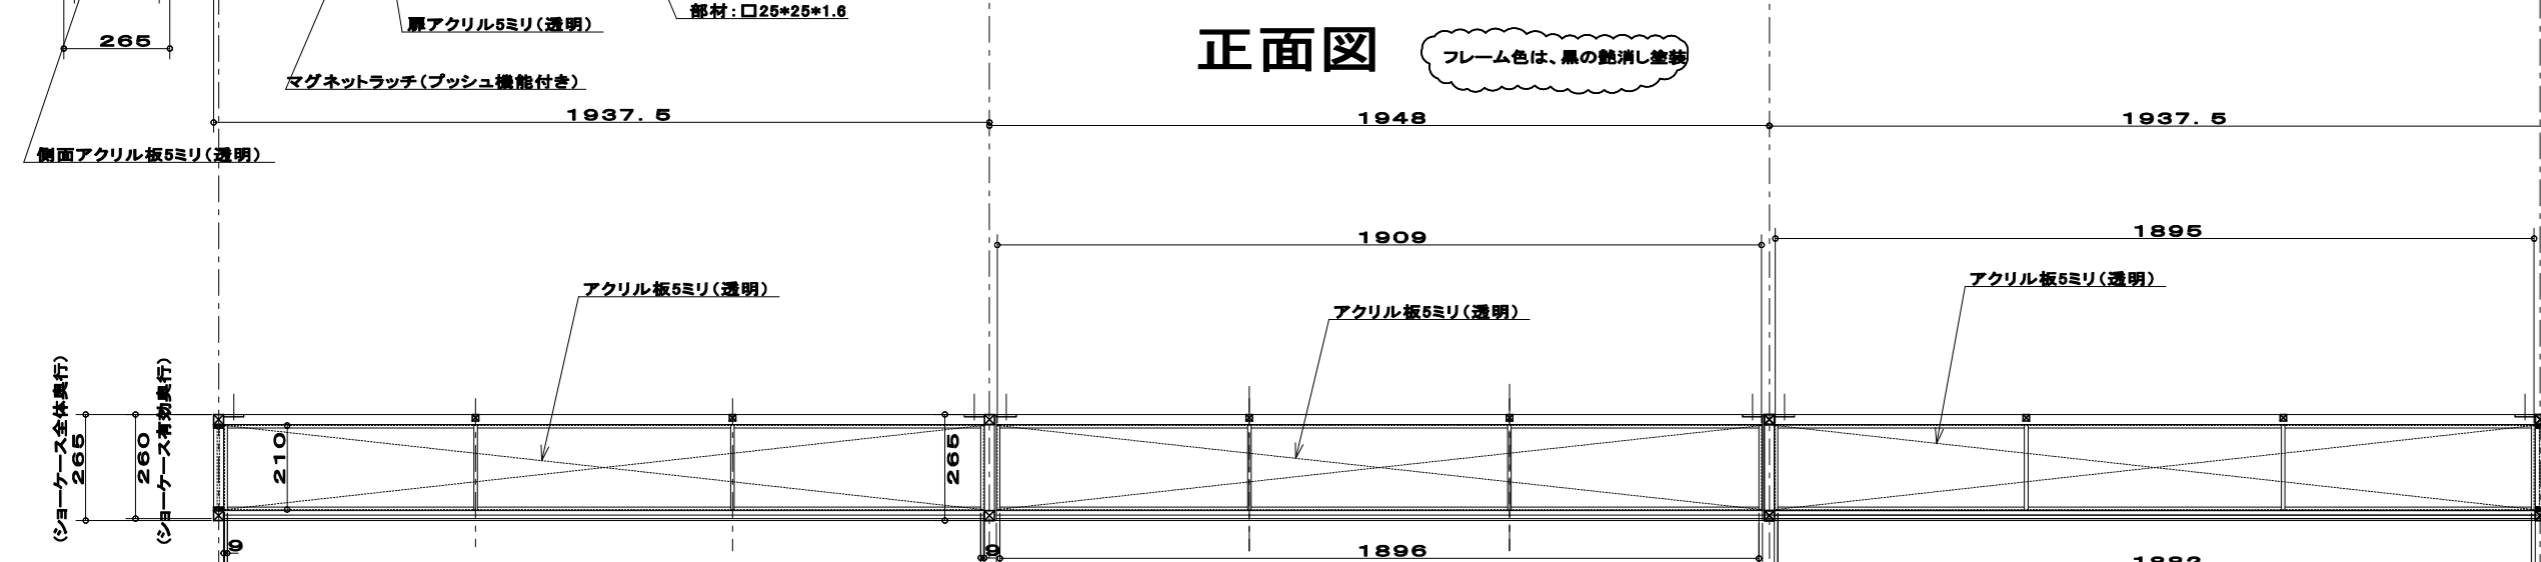 部材:□25*25*1.6
扉アクリル5ミリ(透明)
265
正面図
フレーム色は、黒の艶消し塗装
マグネットラッチ(プッシュ機能付き)
1937.5
1948
1937.5
側面アクリル板5ミリ(透明)
1909
1895
アクリル板5ミリ(透明)
アクリル板5ミリ(透明)
アクリル板5ミリ(透明)
(ショーケース全体奥行)
265
260
(ショーケース有効奥行)
210
265
9
9
1896
1882